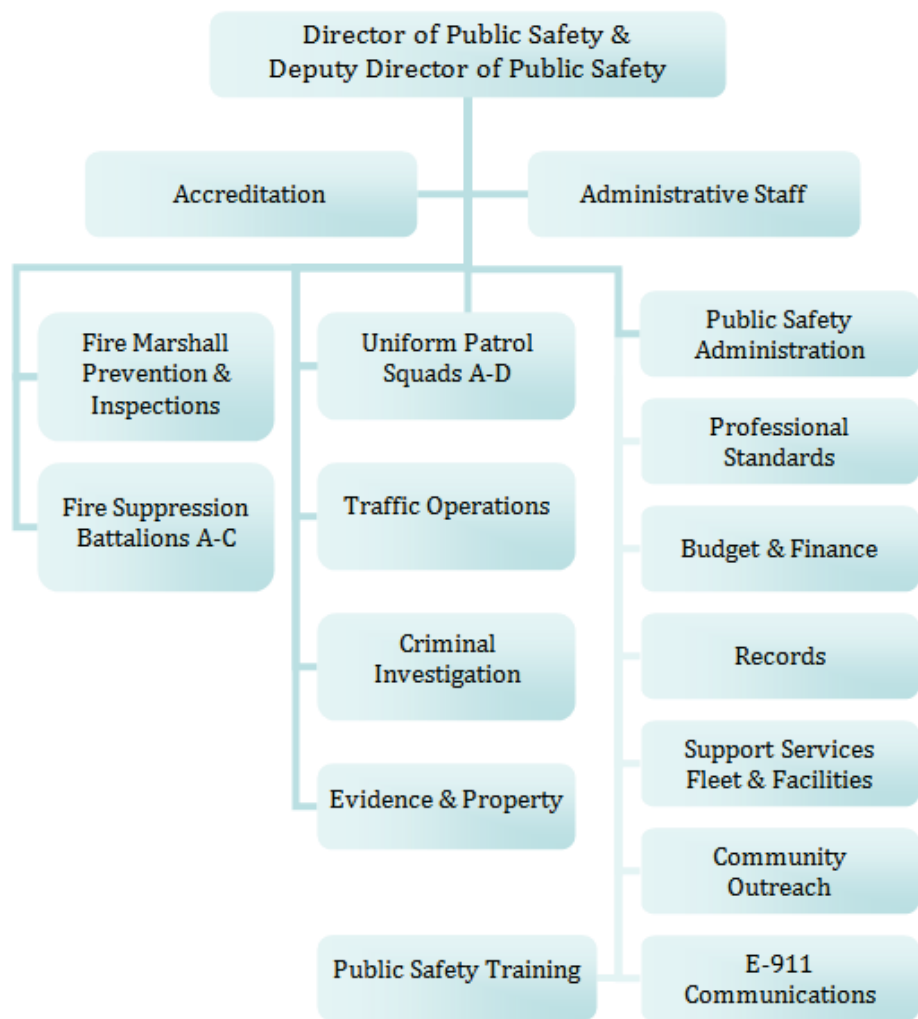 Director of Public Safety &
Deputy Director of Public Safety
Accreditation
Administrative Staff
Fire Marshall
Prevention &
Inspections
Fire Suppression
Battalions A-C
Uniform Patrol
Squads A-D
Traffic Operations
Criminal
Investigation
Evidence & Property
Public Safety Training
Public Safety
Administration
Professional
Standards
Budget & Finance
Records
Support Services
Fleet & Facilities
Community
Outreach
E-911
Communications